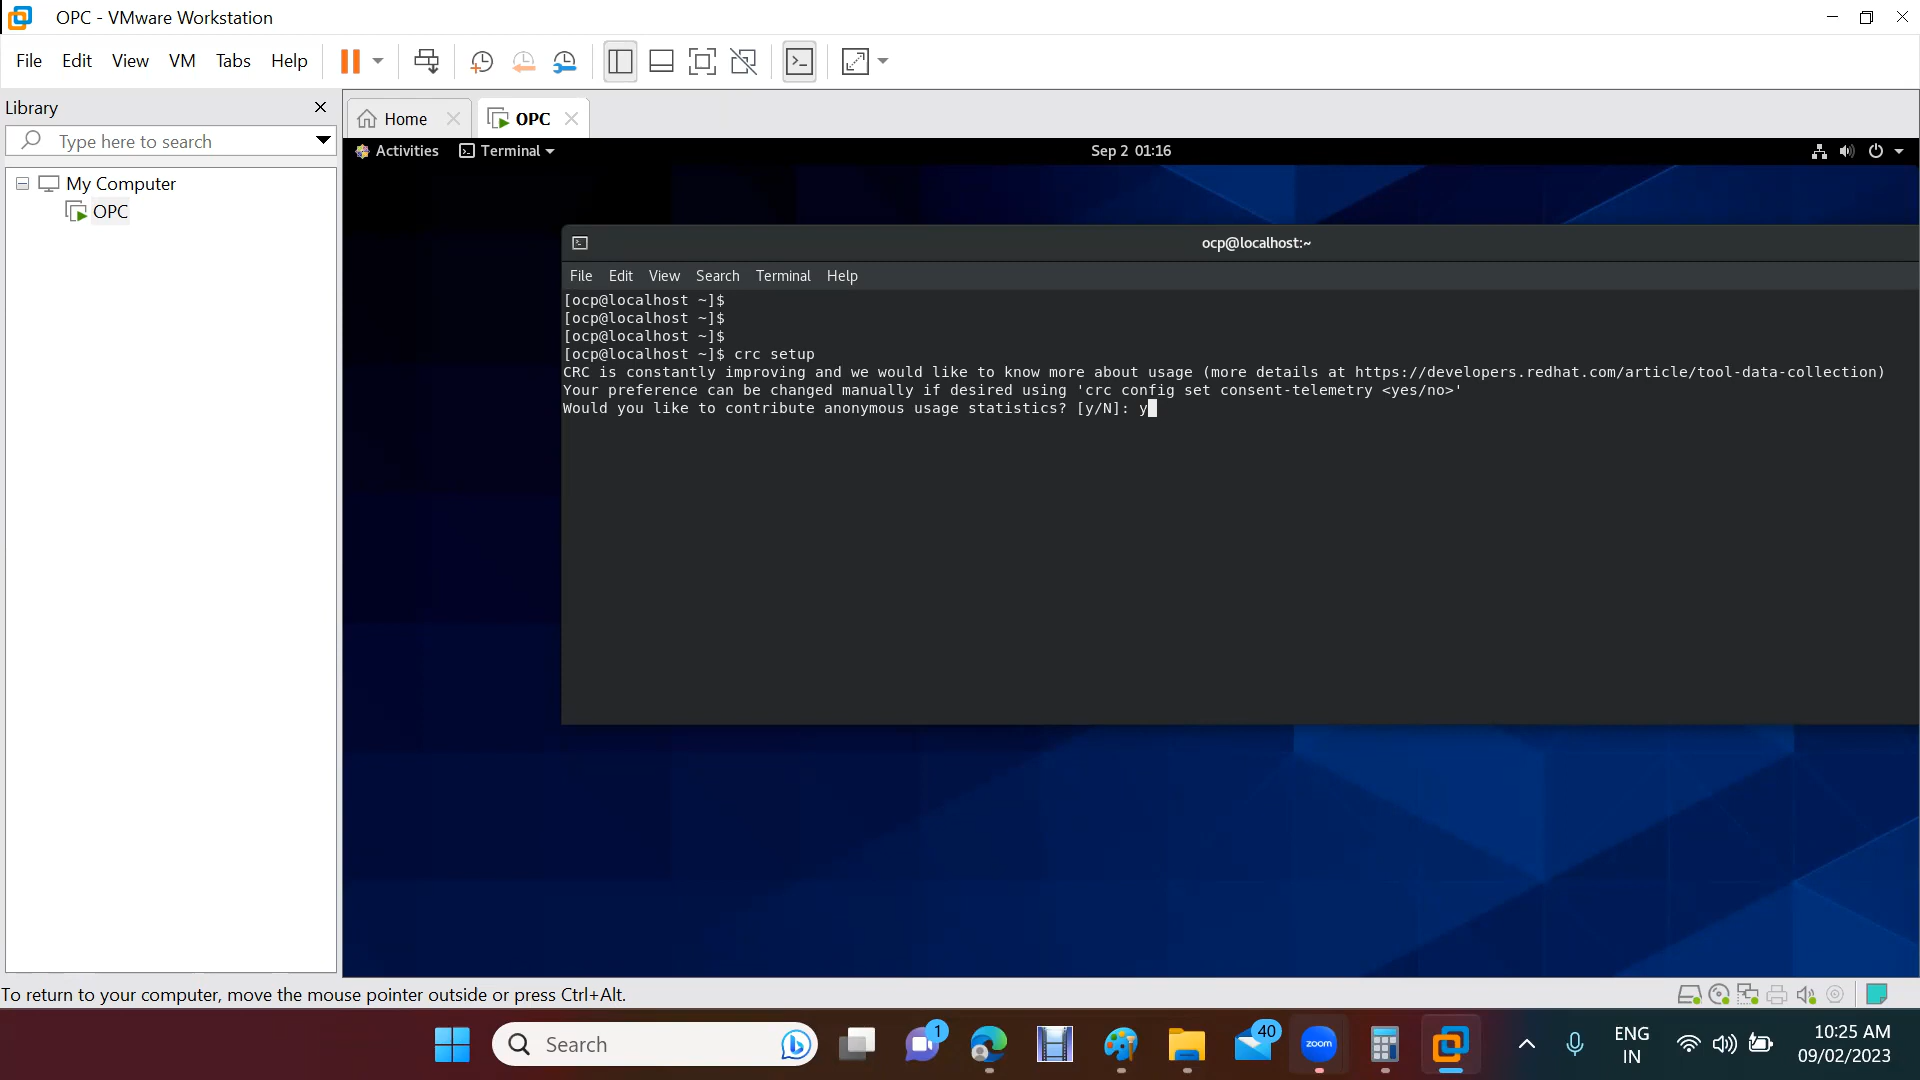 OPC - VMware Workstation
File Edit View VM Tabs Help
Library
Type here to search
My Computer
OPC
Home
OPC
Activities Terminal Sep 2 01:16
ocp@localhost:~
File Edit View Search Terminal Help
[ocp@localhost ~]$
[ocp@localhost ~]$
[ocp@localhost ~]$
[ocp@localhost ~]$ crc setup
CRC is constantly improving and we would like to know more about usage (more details at https://developers.redhat.com/article/tool-data-collection)
Your preference can be changed manually if desired using 'crc config set consent-telemetry <yes/no>'
Would you like to contribute anonymous usage statistics? [y/N]: y
To return to your computer, move the mouse pointer outside or press Ctrl+Alt.
Search
1
40
zoom
ENG
IN
10:25 AM
09/02/2023